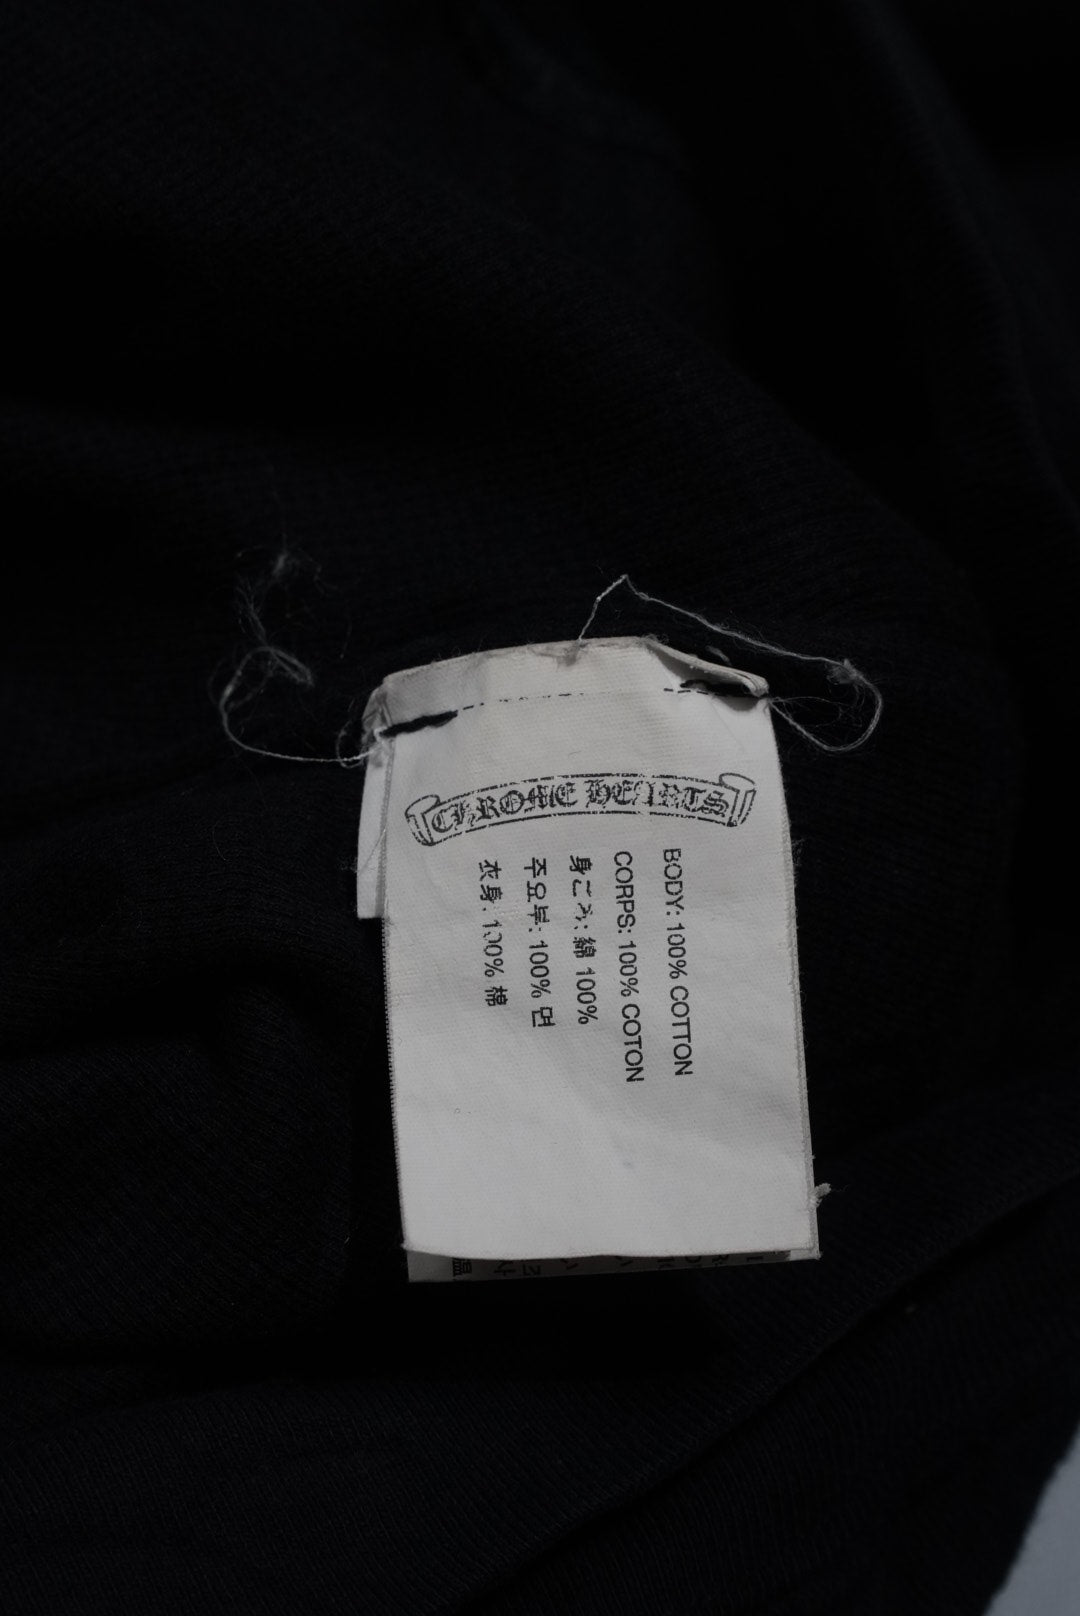 CHROME HEARTS
BODY: 100% COTTON
CORPS: 100% COTON
身ごろ: 綿 100%
주요부: 100% 면
衣身: 100% 棉